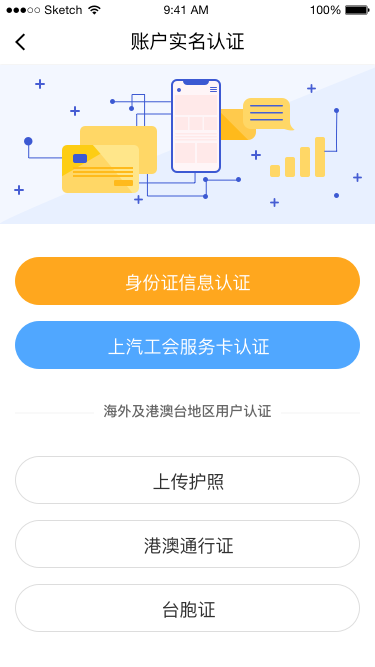 Sketch 9:41 AM 100%
账户实名认证
身份证信息认证
上汽工会服务卡认证
海外及港澳台地区用户认证
上传护照
港澳通行证
台胞证